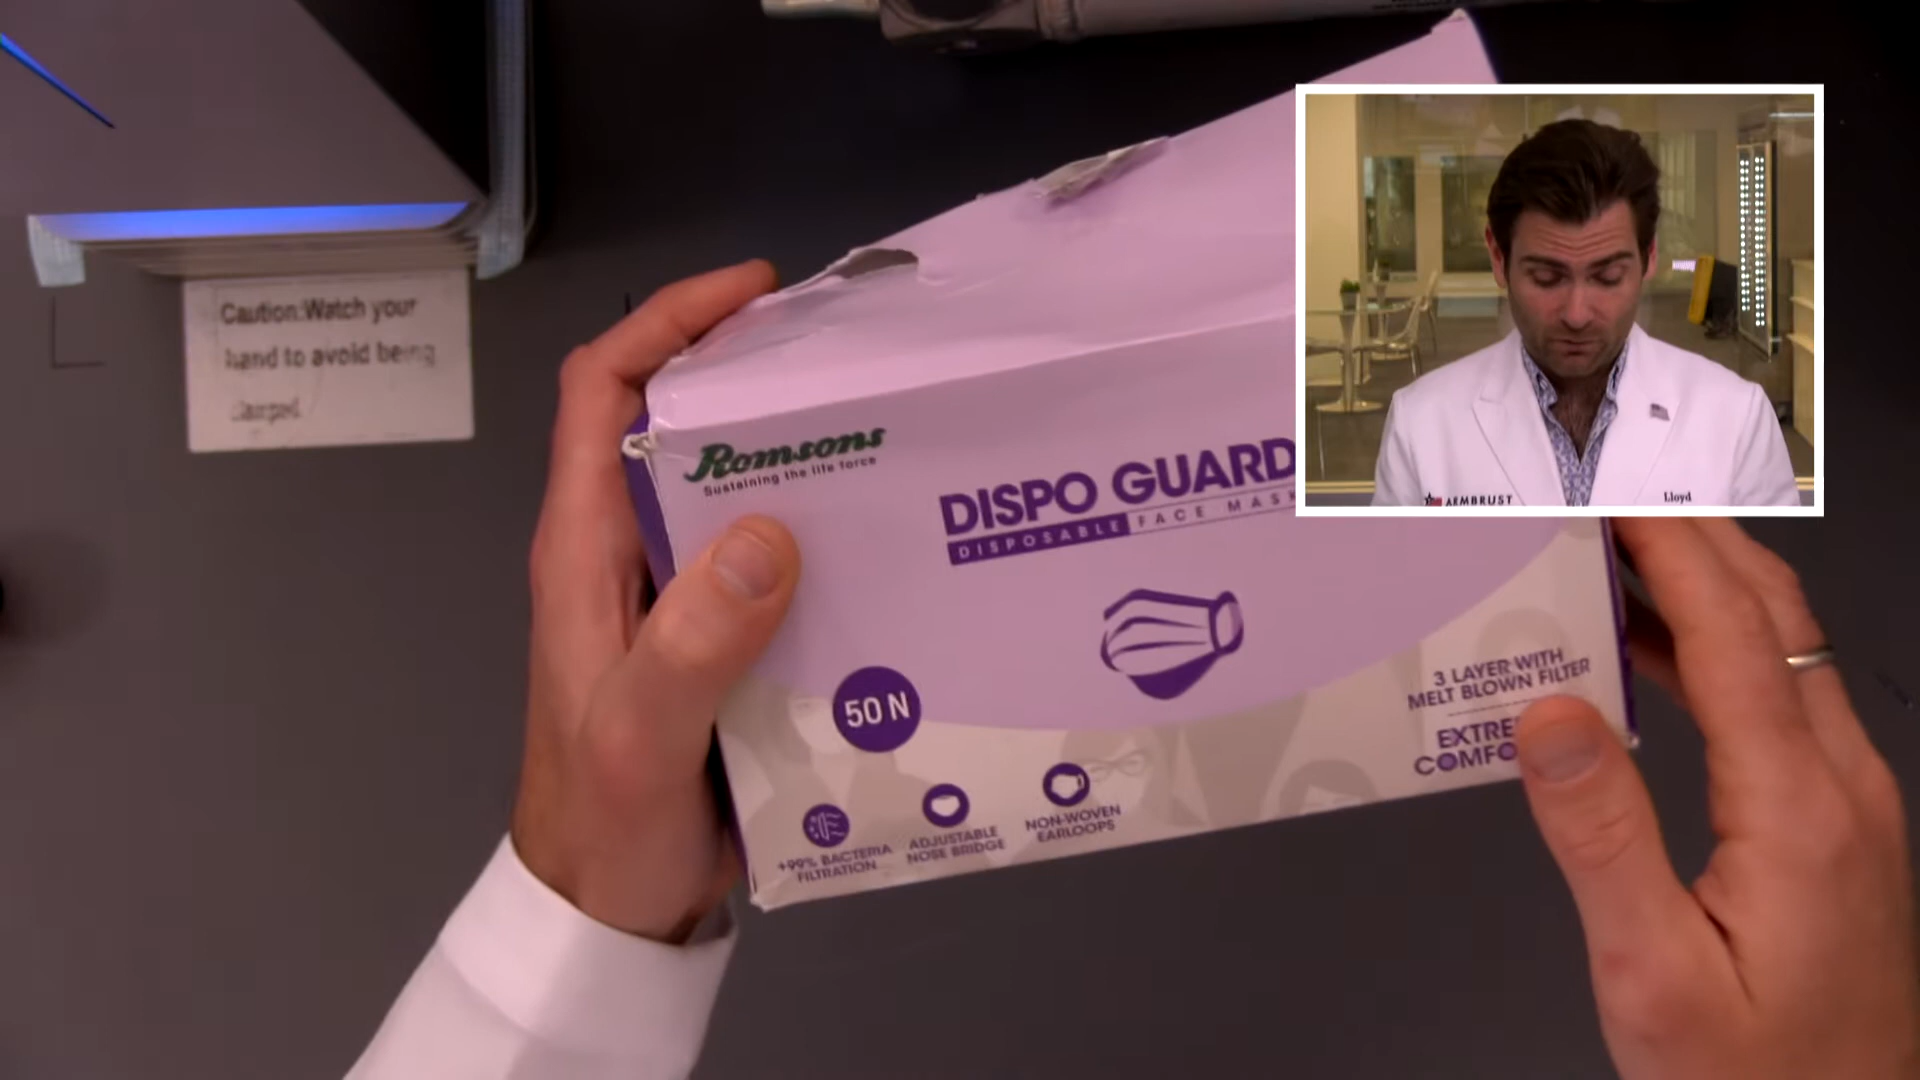 Caution:Watch your
hand to avoid being
Romsons
Sustaining the life force
DISPO GUARD
DISPOSABLE FACE MASK
50 N
3 LAYER WITH
MELT BLOWN FILTER
EXTRE
COMFO
+99% BACTERIA
FILTRATION
ADJUSTABLE
NOSE BRIDGE
NON-WOVEN
EARLOOPS
ARMBRUST
Lloyd